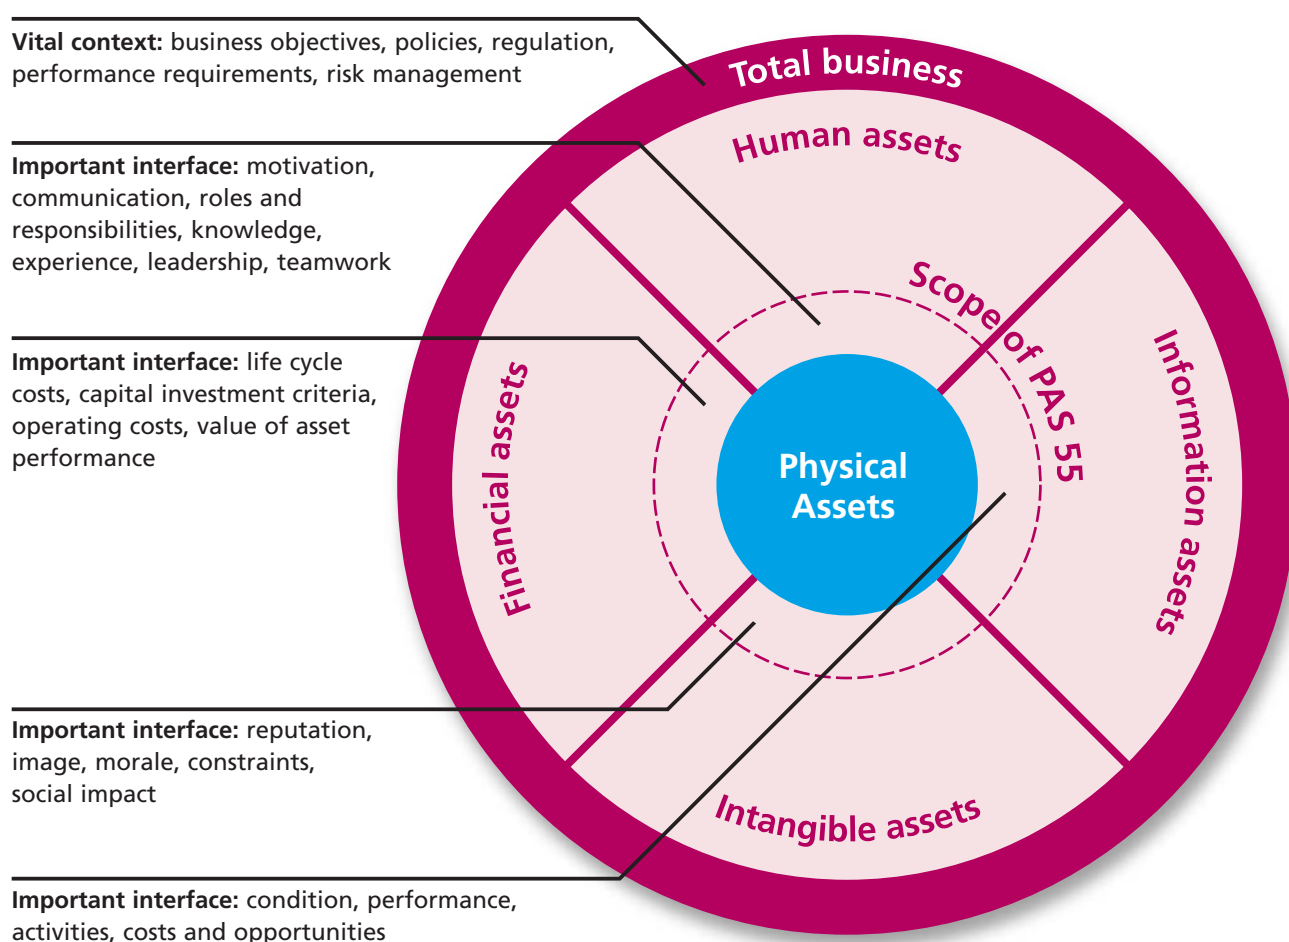 Vital context: business objectives, policies, regulation,
performance requirements, risk management
Total business
Human assets
Important interface: motivation,
communication, roles and
responsibilities, knowledge,
experience, leadership, teamwork
Scope of PAS 55
Important interface: life cycle
costs, capital investment criteria,
operating costs, value of asset
performance
Financial assets
Physical
Assets
Information assets
Important interface: reputation,
image, morale, constraints,
social impact
Intangible assets
Important interface: condition, performance,
activities, costs and opportunities